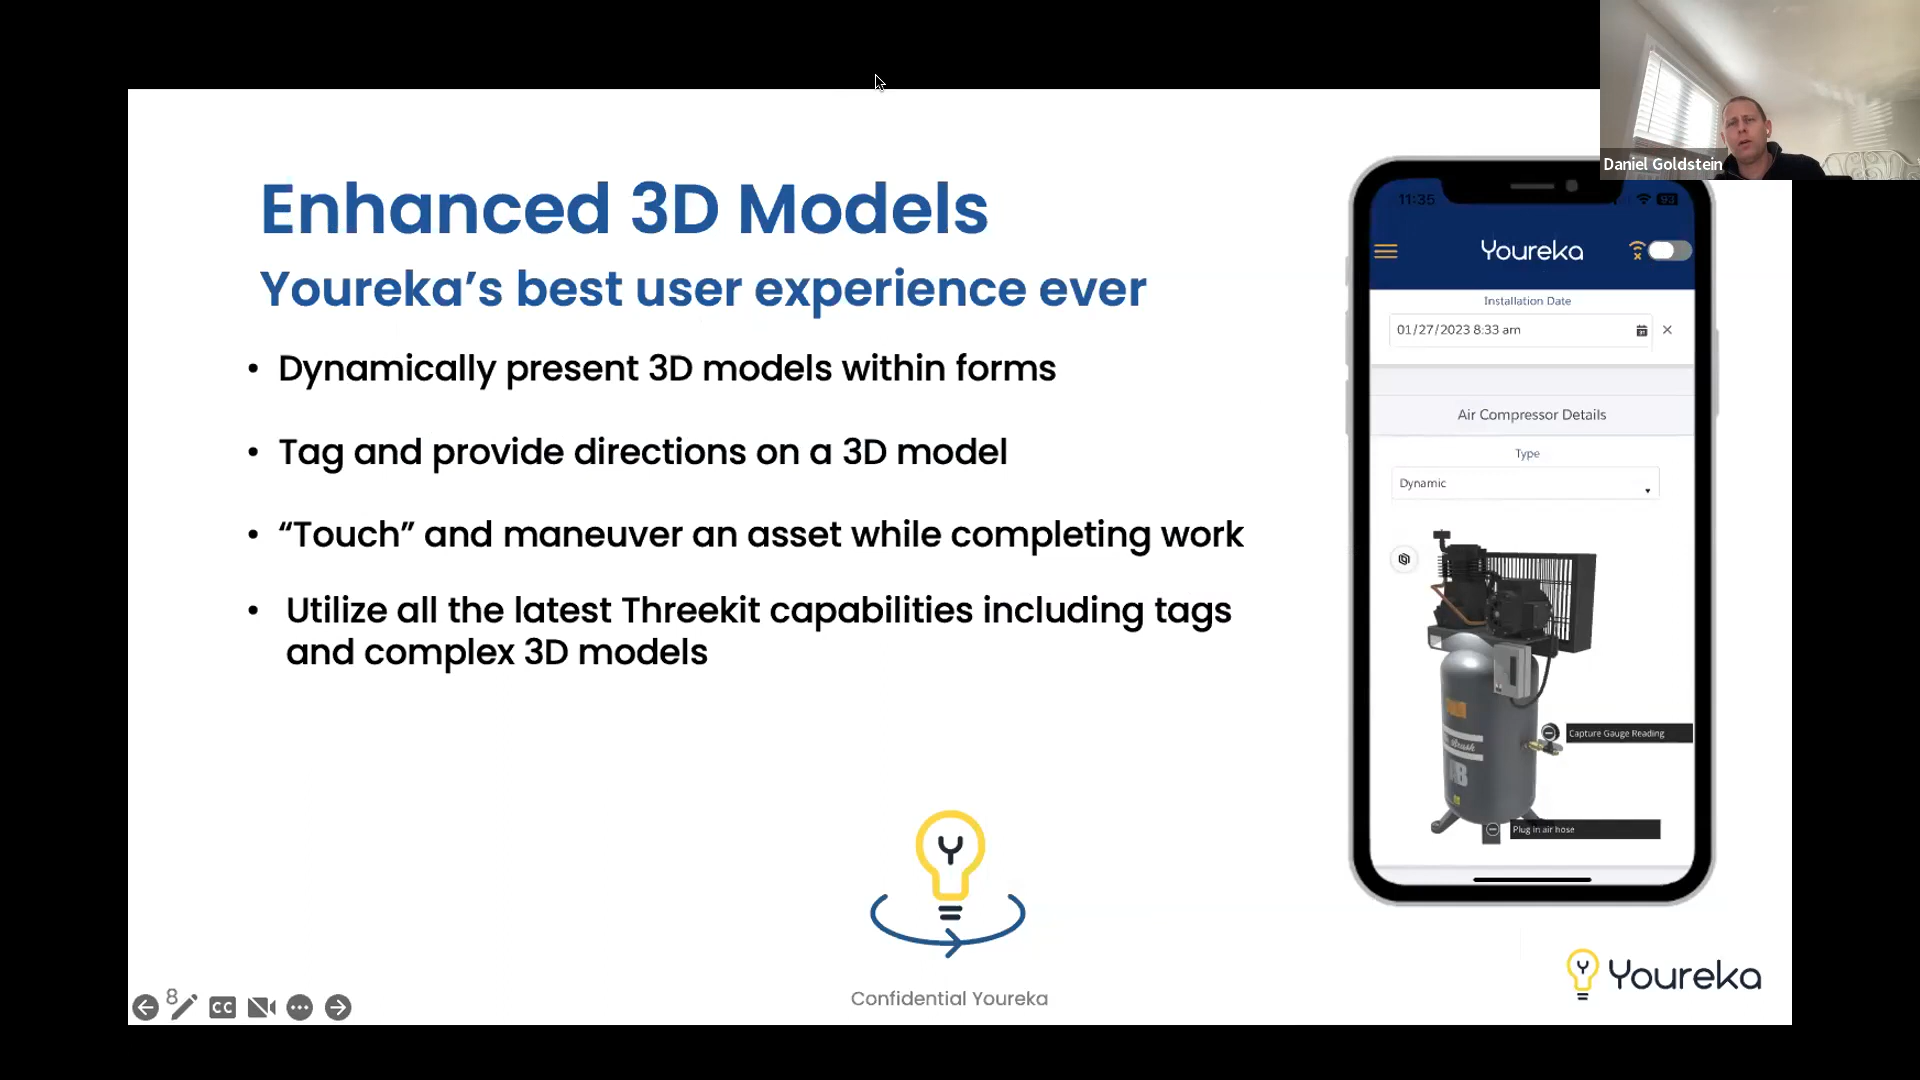 Daniel Goldstein
Enhanced 3D Models
Youreka’s best user experience ever
• Dynamically present 3D models within forms
• Tag and provide directions on a 3D model
• “Touch” and maneuver an asset while completing work
• Utilize all the latest Threekit capabilities including tags
and complex 3D models
11:35
93
Youreka
Installation Date
01/27/2023 8:33 am
Air Compressor Details
Type
Dynamic
Capture Gauge Reading
Plug in air hose
Y
Confidential Youreka
Y Youreka
8
CC